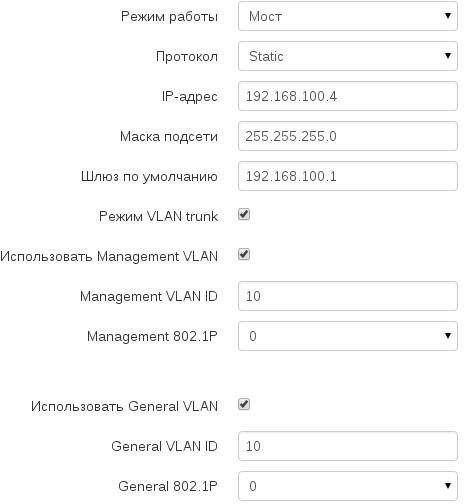 Режим работы Мост
Протокол Static
IP-адрес 192.168.100.4
Маска подсети 255.255.255.0
Шлюз по умолчанию 192.168.100.1
Режим VLAN trunk
Использовать Management VLAN
Management VLAN ID 10
Management 802.1P 0
Использовать General VLAN
General VLAN ID 10
General 802.1P 0